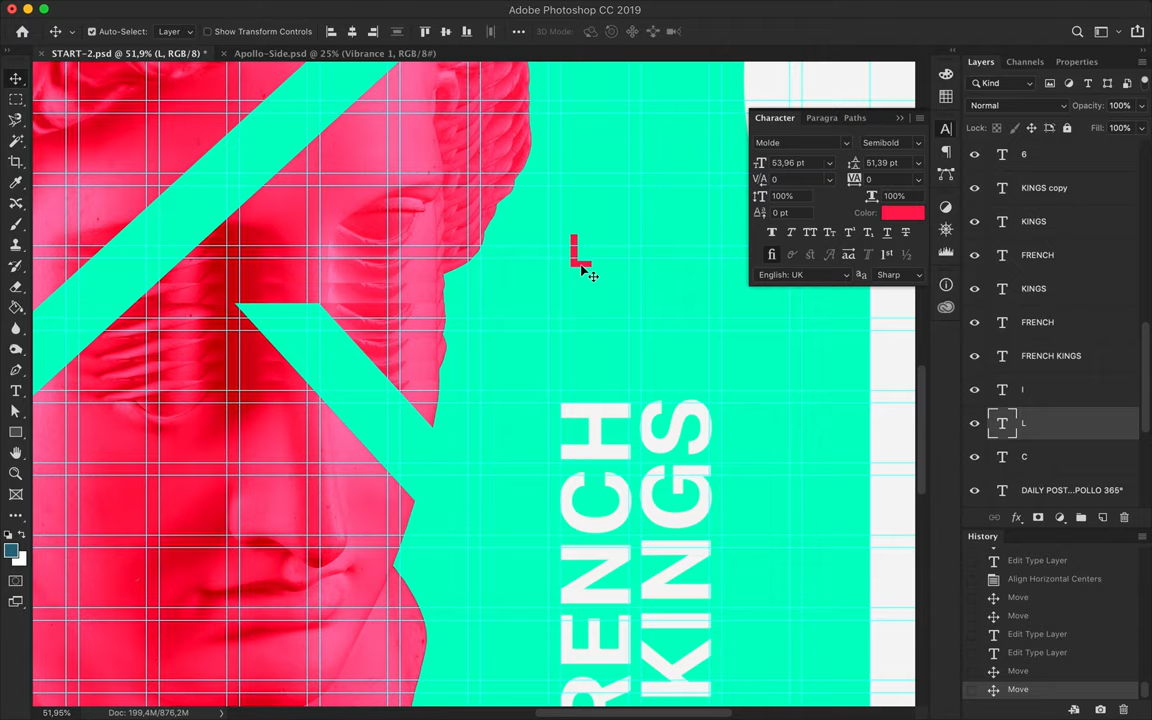 Adobe Photoshop CC 2019
Auto-Select: Layer Show Transform Controls 3D Mode:
START-2.psd @ 51,9% (L, RGB/8) * Apollo-Side.psd @ 25% (Vibrance 1, RGB/8#)
Character Paragra Paths
Molde Semibold
53,96 pt 51,39 pt
0 0
100% 100%
0 pt Color:
English: UK Sharp
L
RENCH
KINGS
Layers Channels Properties
Kind
Normal Opacity: 100%
Lock: Fill: 100%
6
KINGS copy
KINGS
FRENCH
KINGS
FRENCH
FRENCH KINGS
I
L
C
DAILY POST...POLLO 365*
History
Edit Type Layer
Align Horizontal Centers
Move
Move
Edit Type Layer
Edit Type Layer
Move
Move
51,95% Doc: 199,4M/876,2M